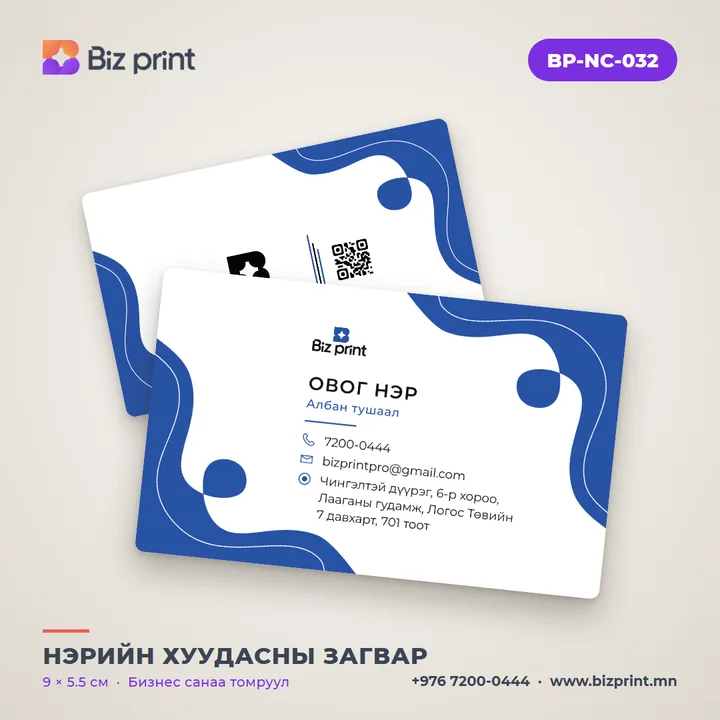 Biz print
BP-NC-032
Biz print
ОВОГ НЭР
Албан тушаал
7200-0444
bizprintpro@gmail.com
Чингэлтэй дүүрэг, 6-р хороо,
Лааганы гудамж, Логос Төвийн
7 давхарт, 701 тоот
НЭРИЙН ХУУДАСНЫ ЗАГВАР
9 × 5.5 см · Бизнес санаа томруул
+976 7200-0444 · www.bizprint.mn